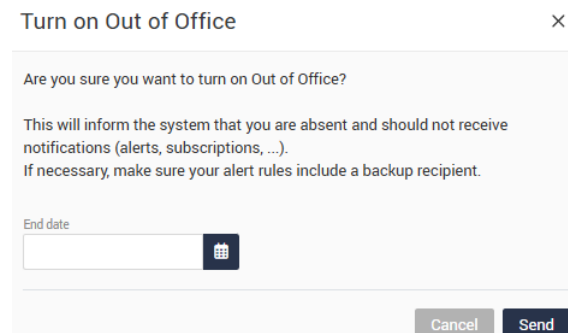 Turn on Out of Office
Are you sure you want to turn on Out of Office?
This will inform the system that you are absent and should not receive
notifications (alerts, subscriptions, ...).
If necessary, make sure your alert rules include a backup recipient.
End date
Cancel Send